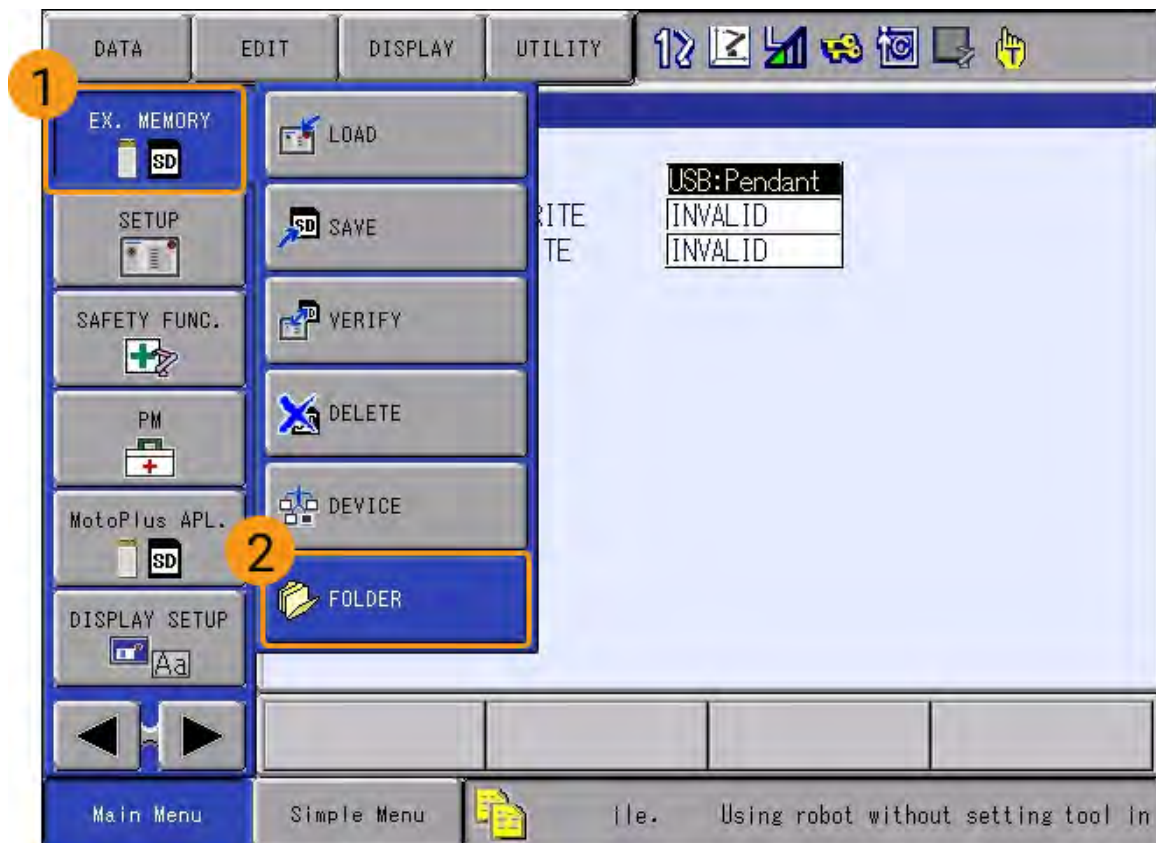 DATA
EDIT
DISPLAY
UTILITY
1
EX. MEMORY
SD
SETUP
SAFETY FUNC.
PM
MotoPlus APL.
SD
DISPLAY SETUP
Aa
LOAD
SD SAVE
VERIFY
DELETE
DEVICE
2
FOLDER
USB:Pendant
RITE INVALID
TE INVALID
Main Menu
Simple Menu
ile. Using robot without setting tool in